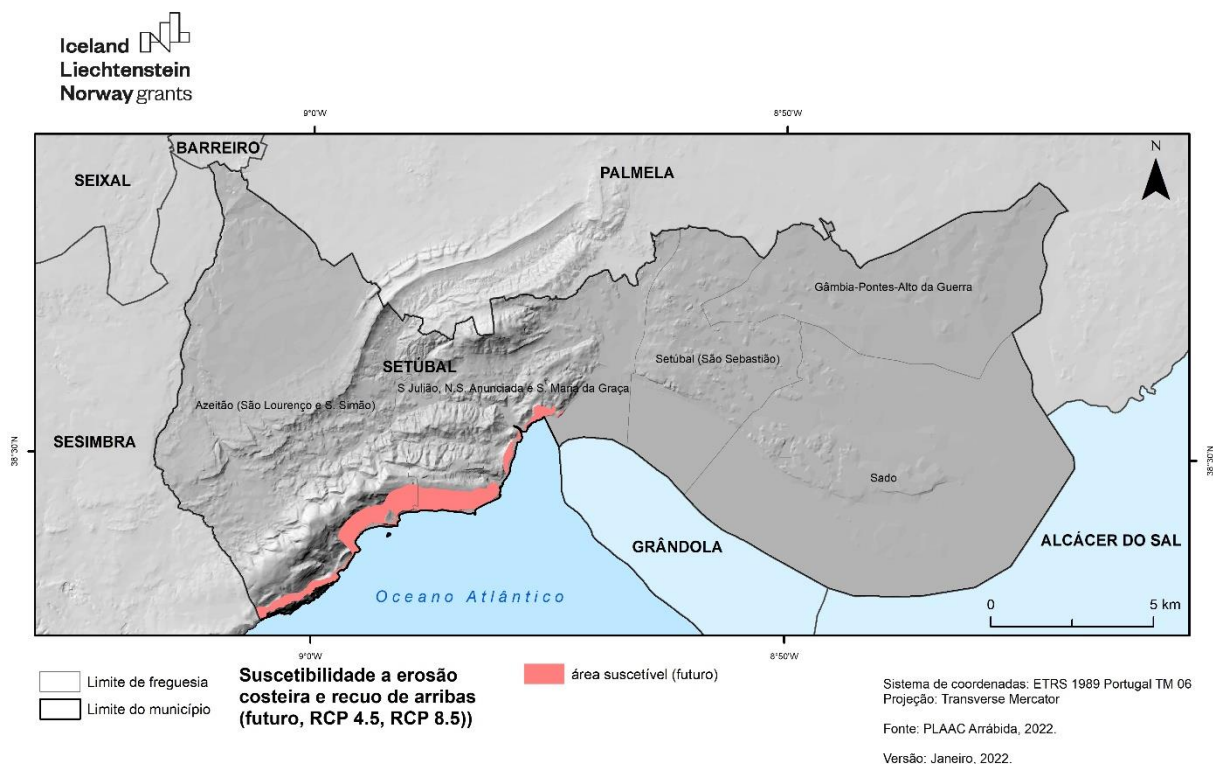 Iceland
Liechtenstein
Norway grants
9°0'W
8°50'W
BARREIRO
SEIXAL
PALMELA
N
Gâmbia-Pontes-Alto da Guerra
Setúbal (São Sebastião)
SETÚBAL
S Julião, N.S. Anunciada e S. Maria da Graça
Azeitão (São Lourenço e S. Simão)
SESIMBRA
38°30'N
38°30'N
Sado
GRÂNDOLA
ALCÁCER DO SAL
Oceano Atlântico
0
5 km
9°0'W
8°50'W
Limite de freguesia
Limite do município
Suscetibilidade a erosão
costeira e recuo de arribas
(futuro, RCP 4.5, RCP 8.5))
área suscetível (futuro)
Sistema de coordenadas: ETRS 1989 Portugal TM 06
Projeção: Transverse Mercator
Fonte: PLAAC Arrábida, 2022.
Versão: Janeiro, 2022.